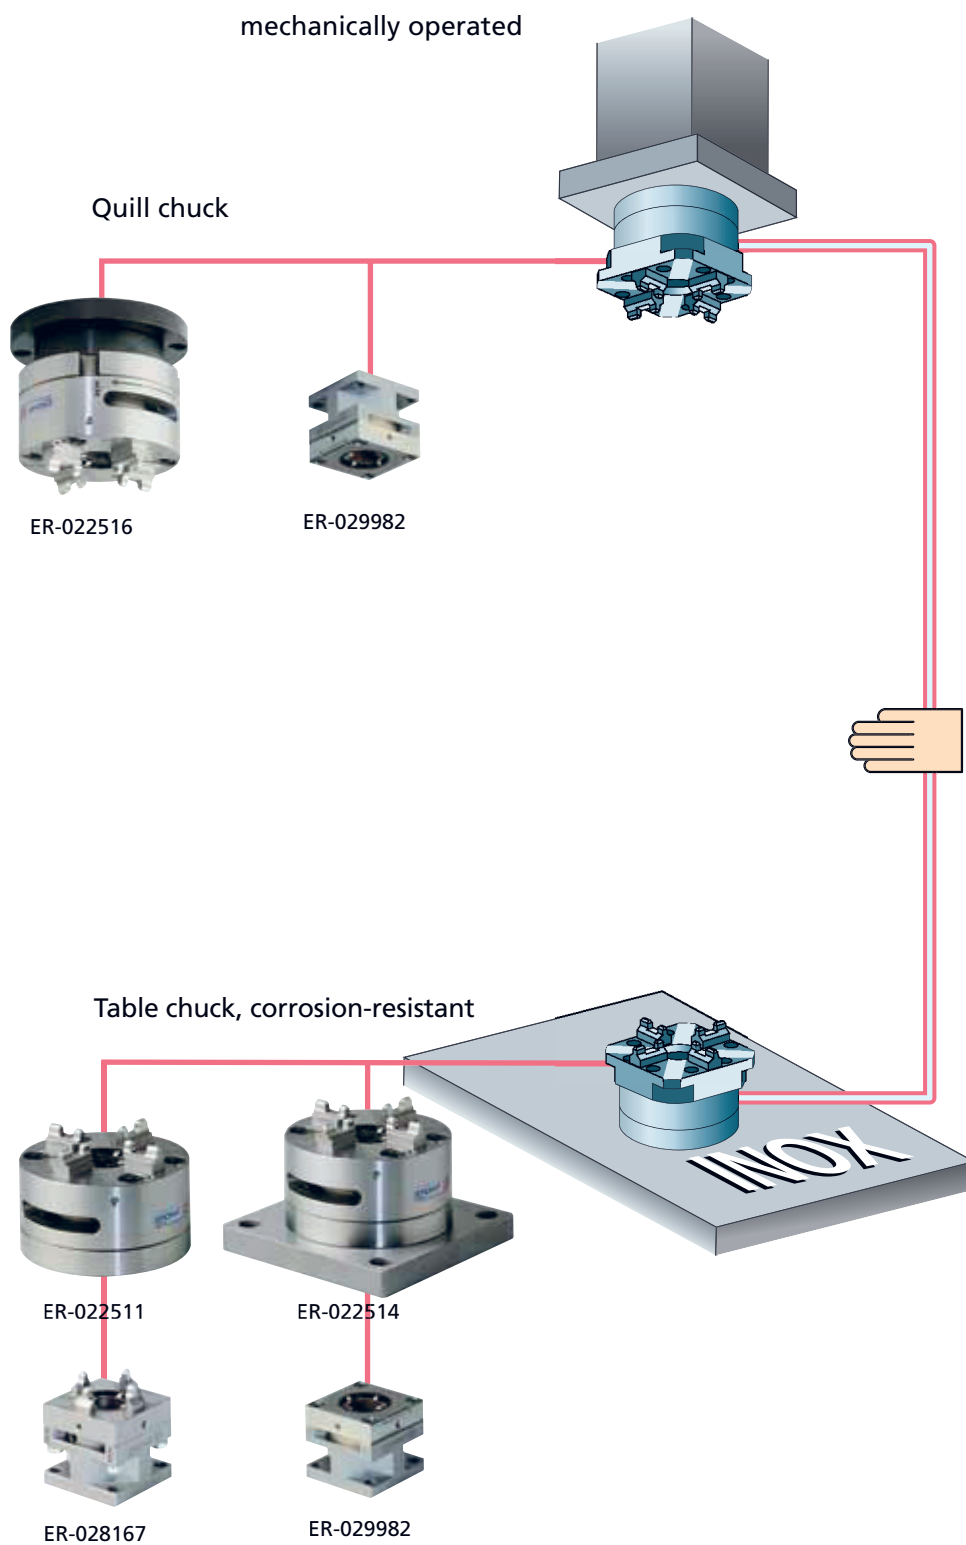 mechanically operated
Quill chuck
ER-022516
ER-029982
Table chuck, corrosion-resistant
INOX
ER-022511
ER-022514
ER-028167
ER-029982